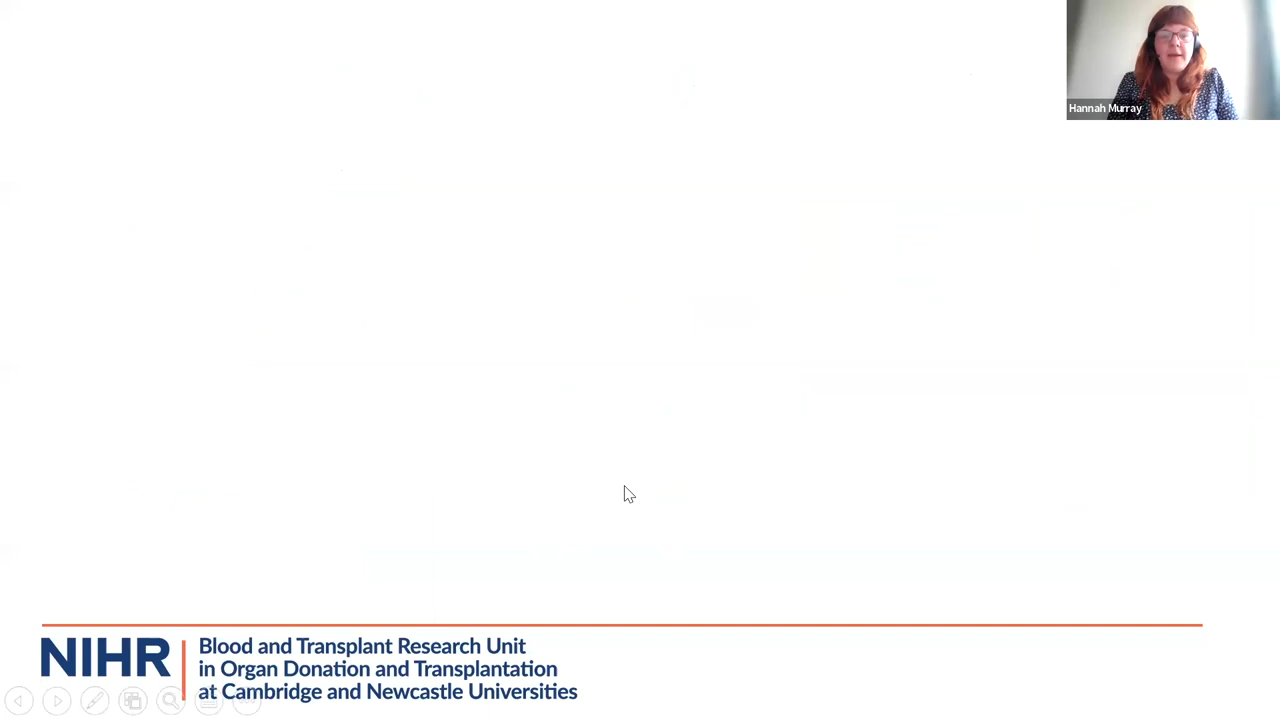 Hannah Murray
NIHR
Blood and Transplant Research Unit
in Organ Donation and Transplantation
at Cambridge and Newcastle Universities